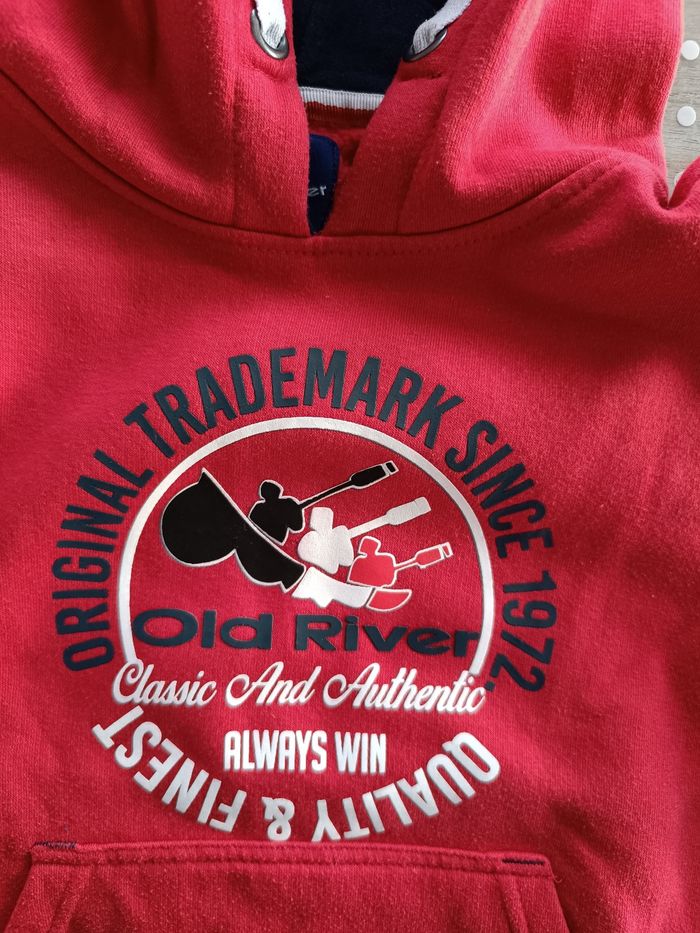 ORIGINAL TRADEMARK SINCE 1972
Old River
Classic And Authentic
ALWAYS WIN
QUALITY & FINEST